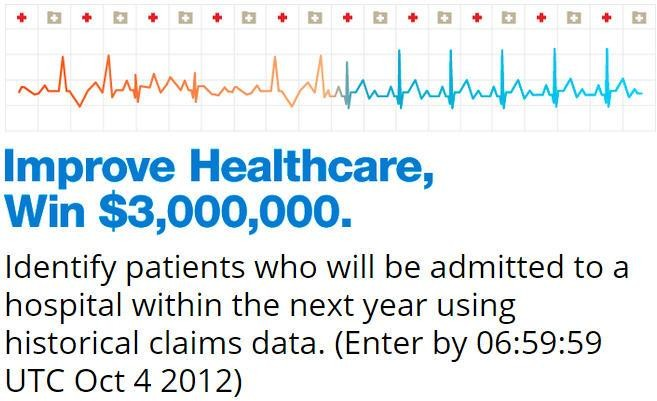 Improve Healthcare,
Win $3,000,000.
Identify patients who will be admitted to a
hospital within the next year using
historical claims data. (Enter by 06:59:59
UTC Oct 4 2012)